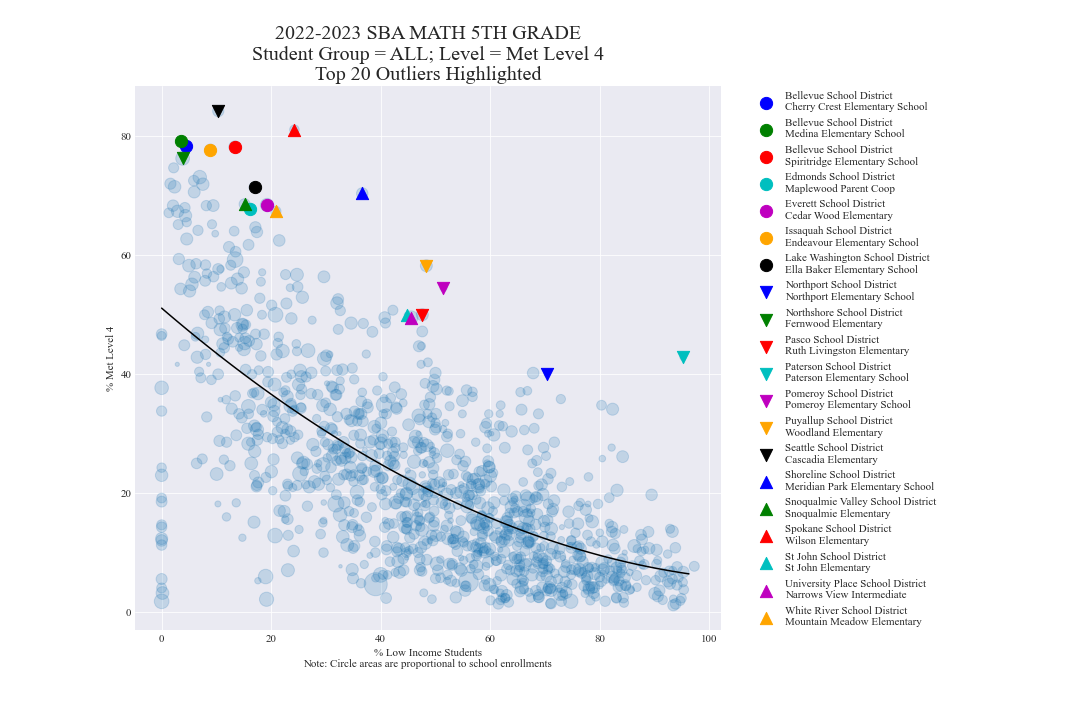 2022-2023 SBA MATH 5TH GRADE
Student Group = ALL; Level = Met Level 4
Top 20 Outliers Highlighted
% Met Level 4
80
60
40
20
0
0 20 40 60 80 100
% Low Income Students
Note: Circle areas are proportional to school enrollments
Bellevue School District
Cherry Crest Elementary School
Bellevue School District
Medina Elementary School
Bellevue School District
Spiritridge Elementary School
Edmonds School District
Maplewood Parent Coop
Everett School District
Cedar Wood Elementary
Issaquah School District
Endeavour Elementary School
Lake Washington School District
Ella Baker Elementary School
Northport School District
Northport Elementary School
Northshore School District
Fernwood Elementary
Pasco School District
Ruth Livingston Elementary
Paterson School District
Paterson Elementary School
Pomeroy School District
Pomeroy Elementary School
Puyallup School District
Woodland Elementary
Seattle School District
Cascadia Elementary
Shoreline School District
Meridian Park Elementary School
Snoqualmie Valley School District
Snoqualmie Elementary
Spokane School District
Wilson Elementary
St John School District
St John Elementary
University Place School District
Narrows View Intermediate
White River School District
Mountain Meadow Elementary